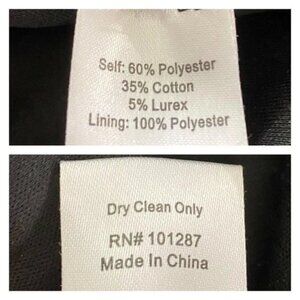 Self: 60% Polyester
35% Cotton
5% Lurex
Lining: 100% Polyester
Dry Clean Only
RN# 101287
Made In China